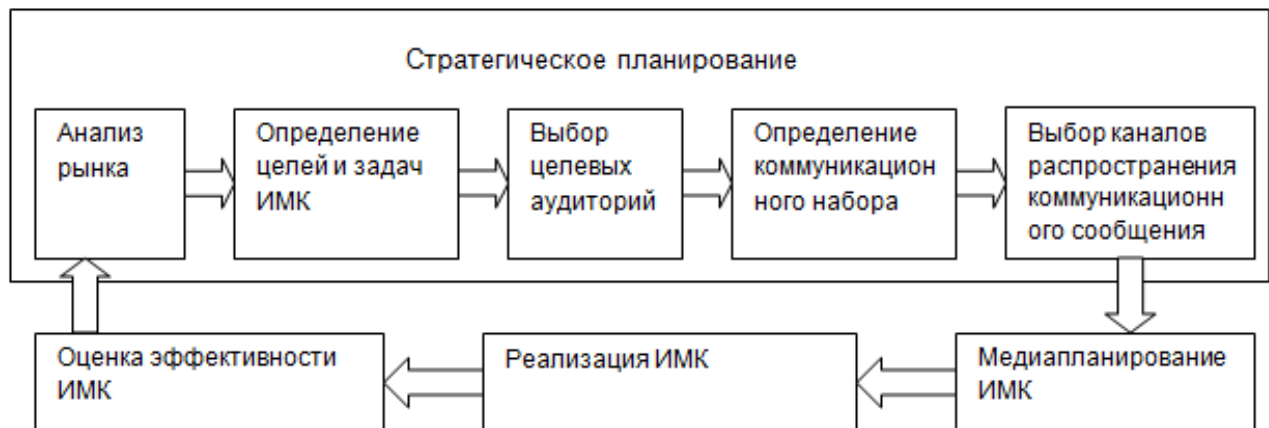 Стратегическое планирование
Анализ
рынка
Определение
целей и задач
ИМК
Выбор
целевых
аудиторий
Определение
коммуникацион
ного набора
Выбор каналов
распространения
коммуникационн
ого сообщения
Оценка эффективности
ИМК
Реализация ИМК
Медиапланирование
ИМК